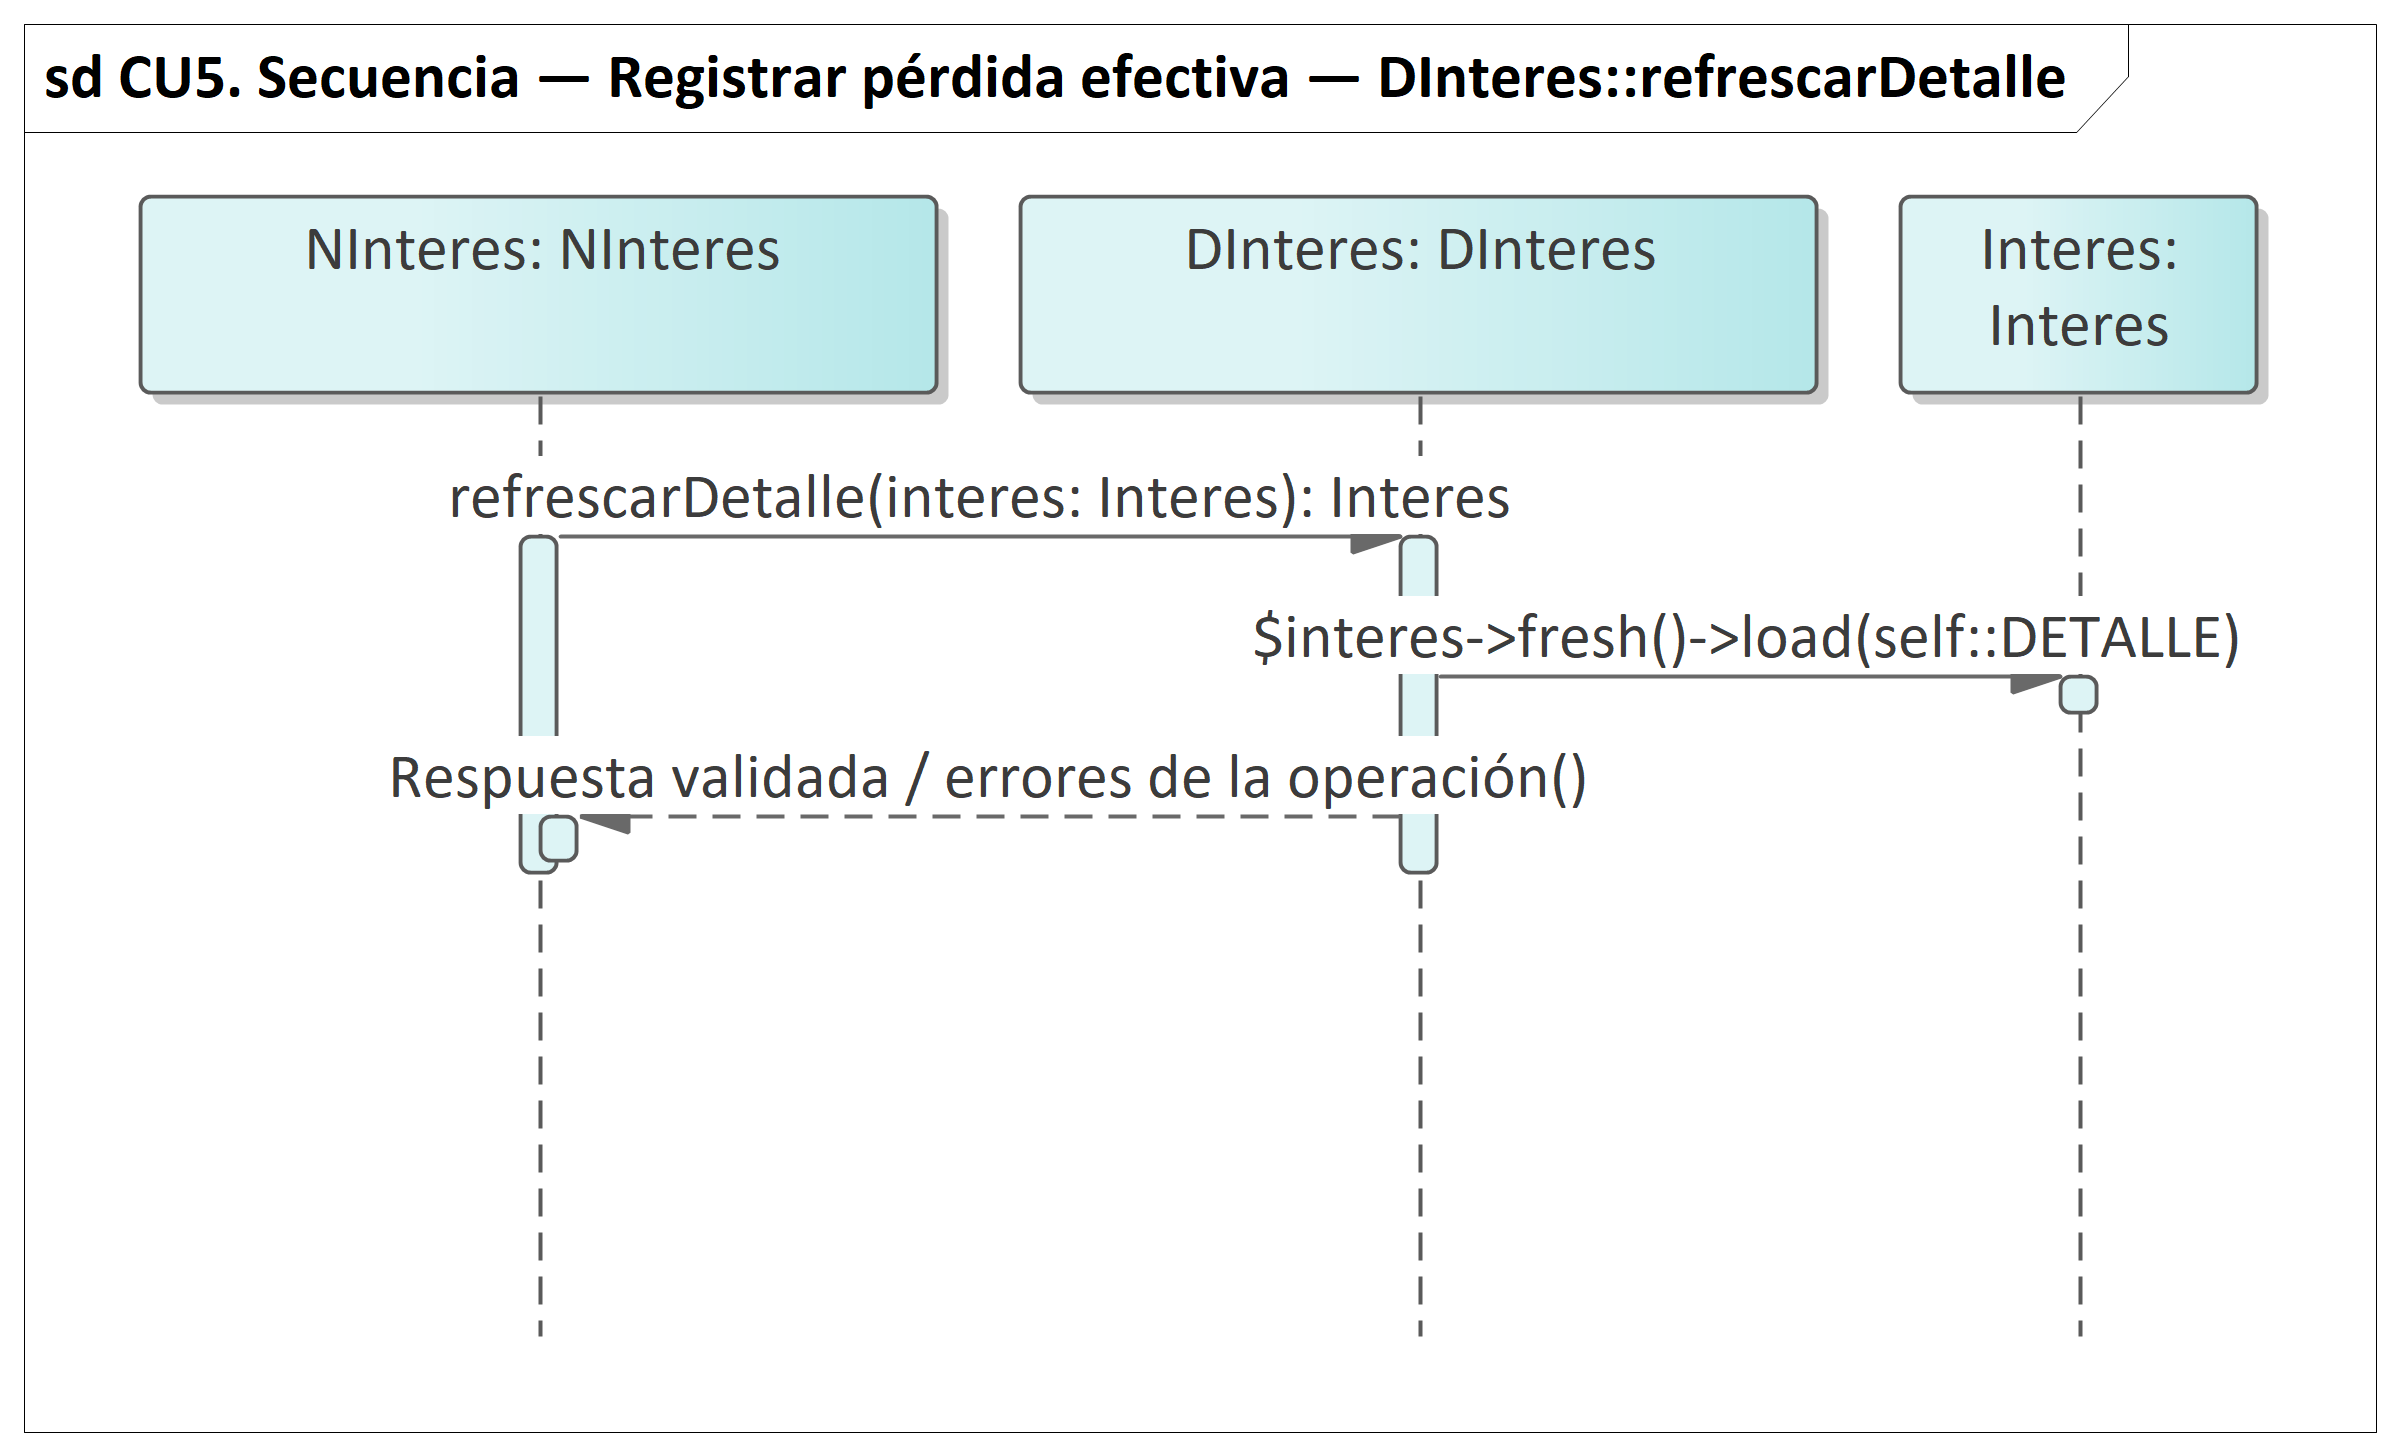 sd CU5. Secuencia — Registrar pérdida efectiva — DInteres::refrescarDetalle
NInteres: NInteres
DInteres: DInteres
Interes:
Interes
refrescarDetalle(interes: Interes): Interes
$interes->fresh()->load(self::DETALLE)
Respuesta validada / errores de la operación()